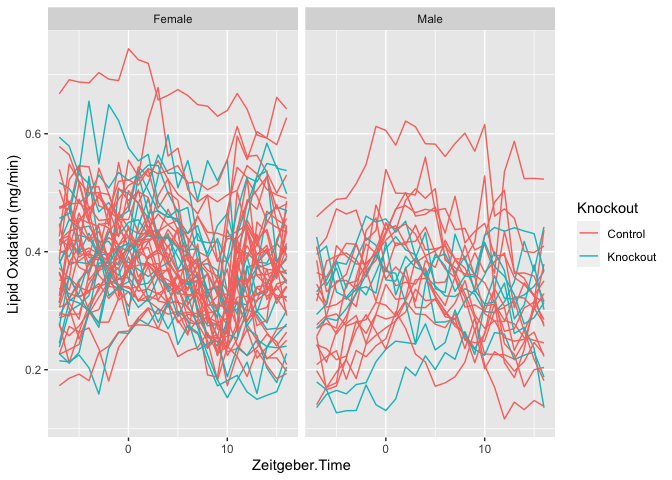 Female Male
0.6
0.4
0.2
Lipid Oxidation (mg/min)
0 10 0 10
Zeitgeber.Time
Knockout
Control
Knockout